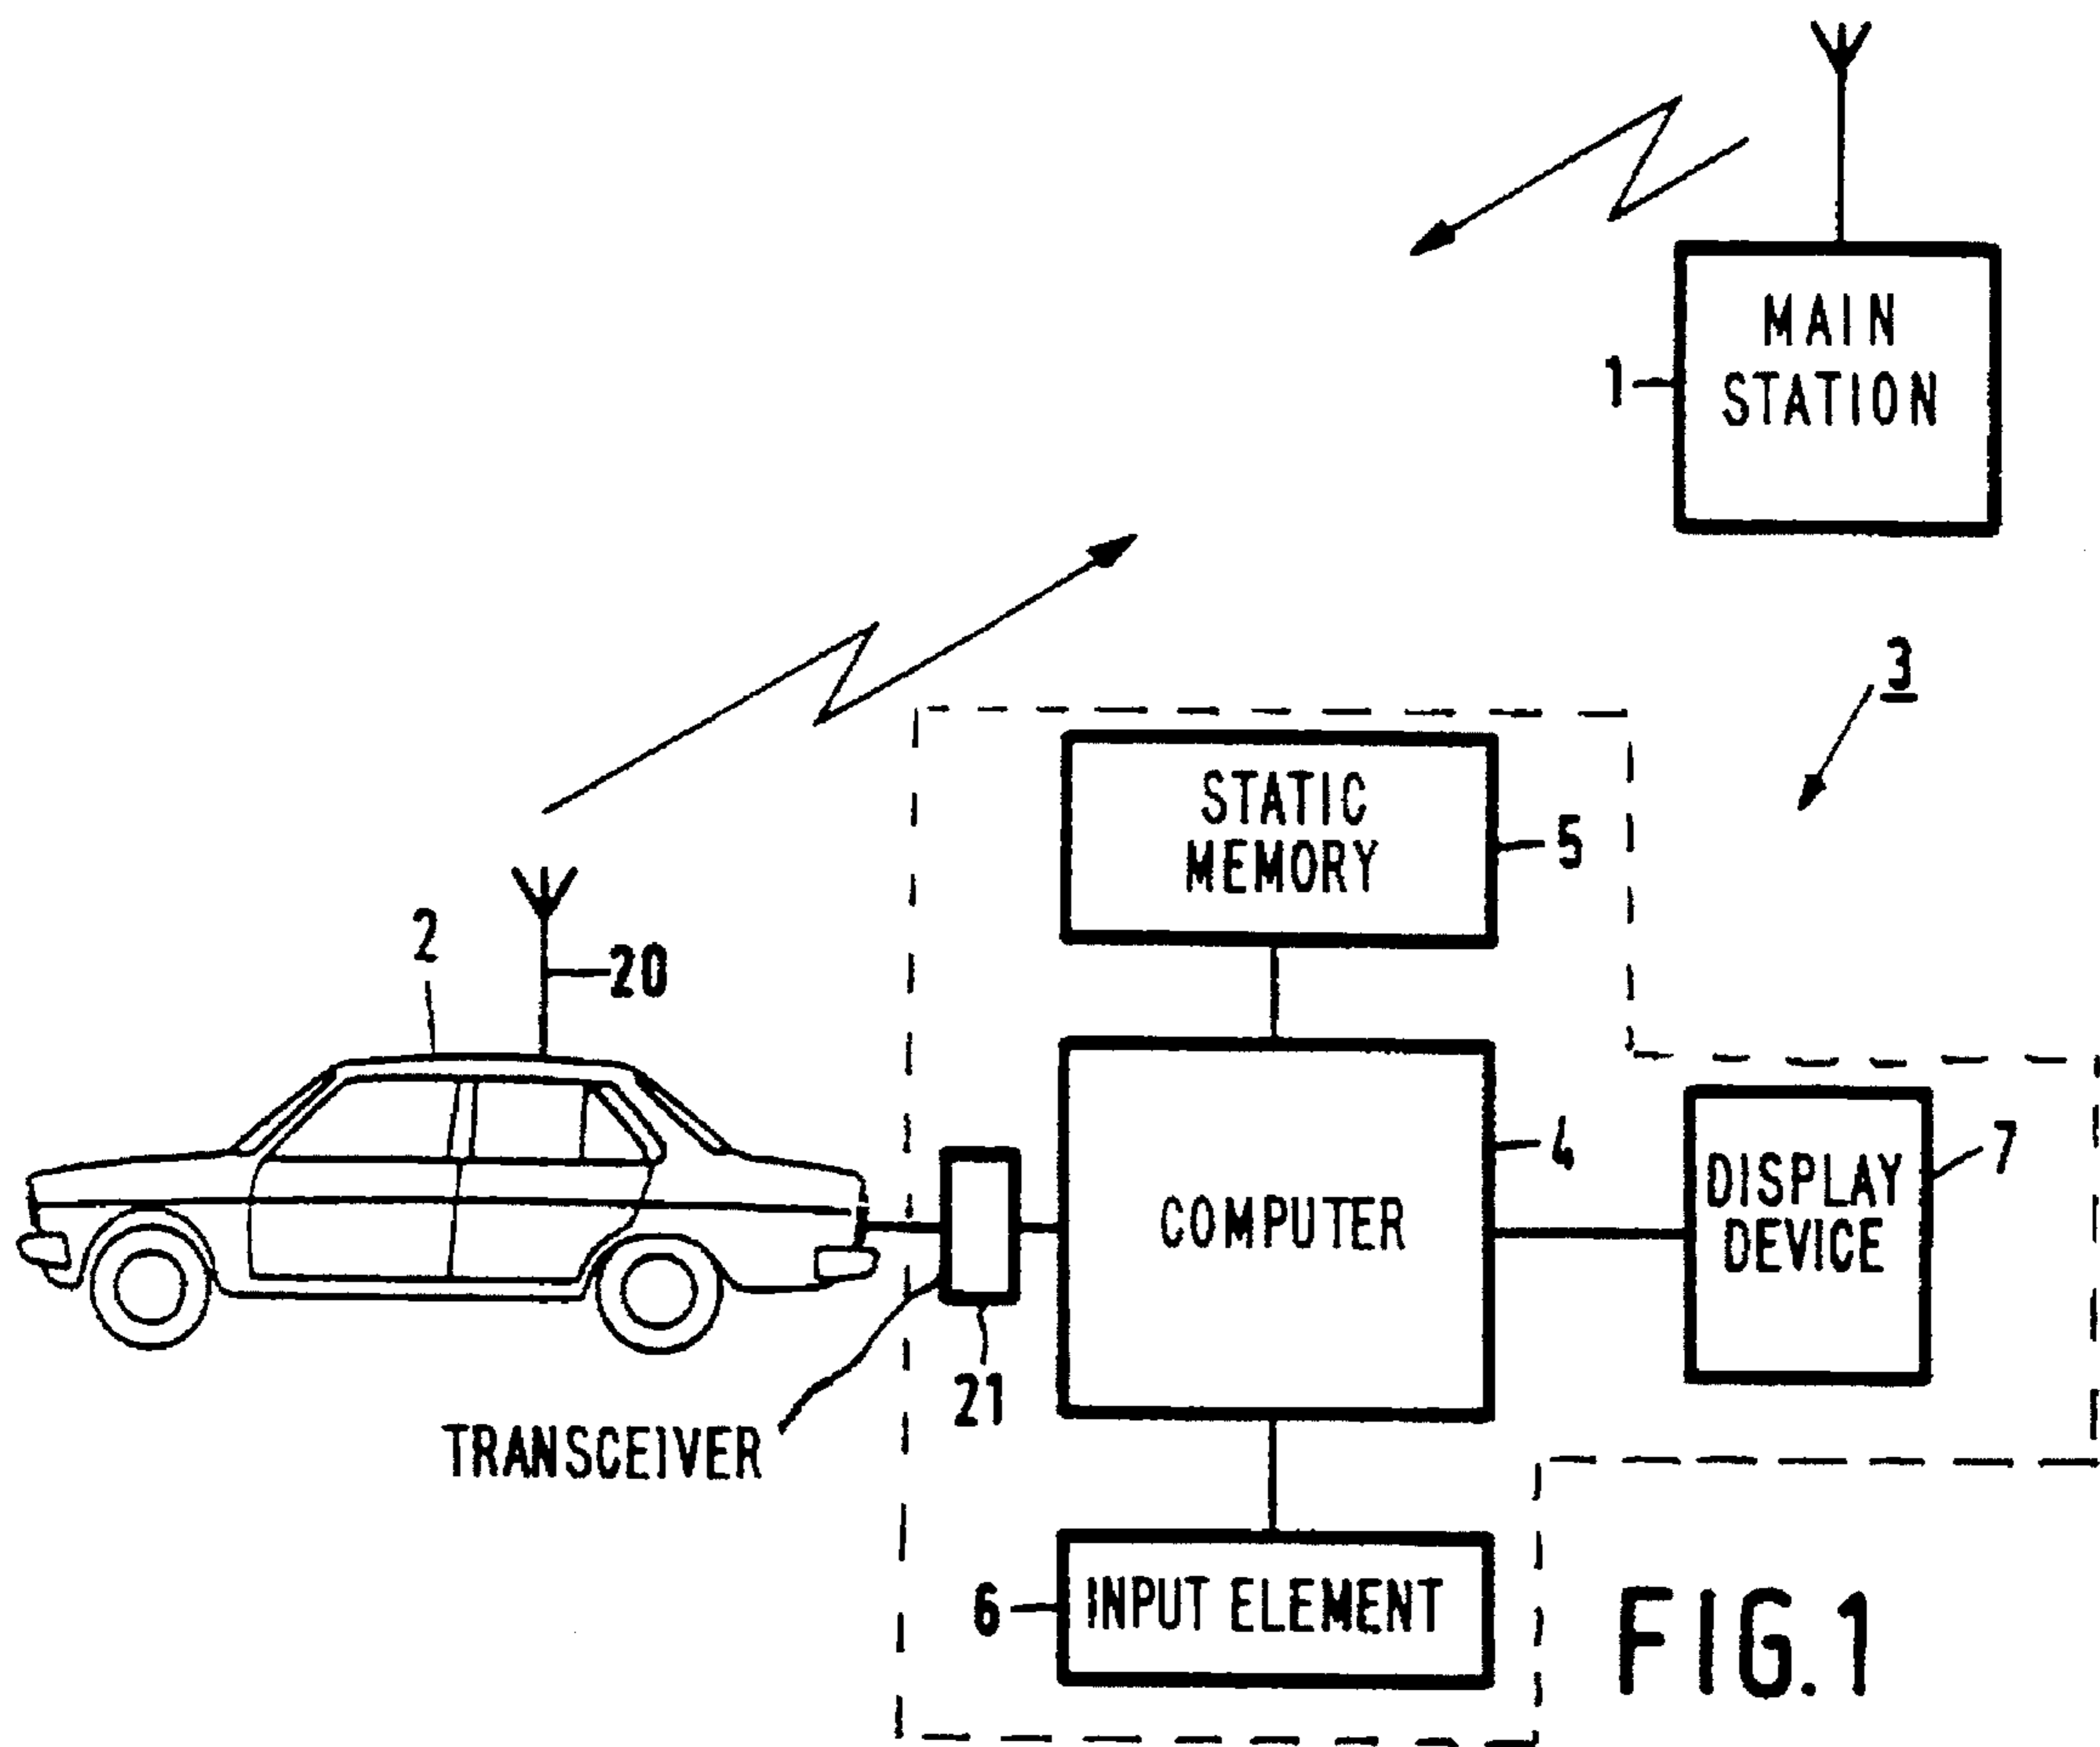 MAIN
STATION
1
3
STATIC
MEMORY
5
2
20
4
7
DISPLAY
DEVICE
COMPUTER
21
TRANSCEIVER
6
INPUT ELEMENT
FIG.1